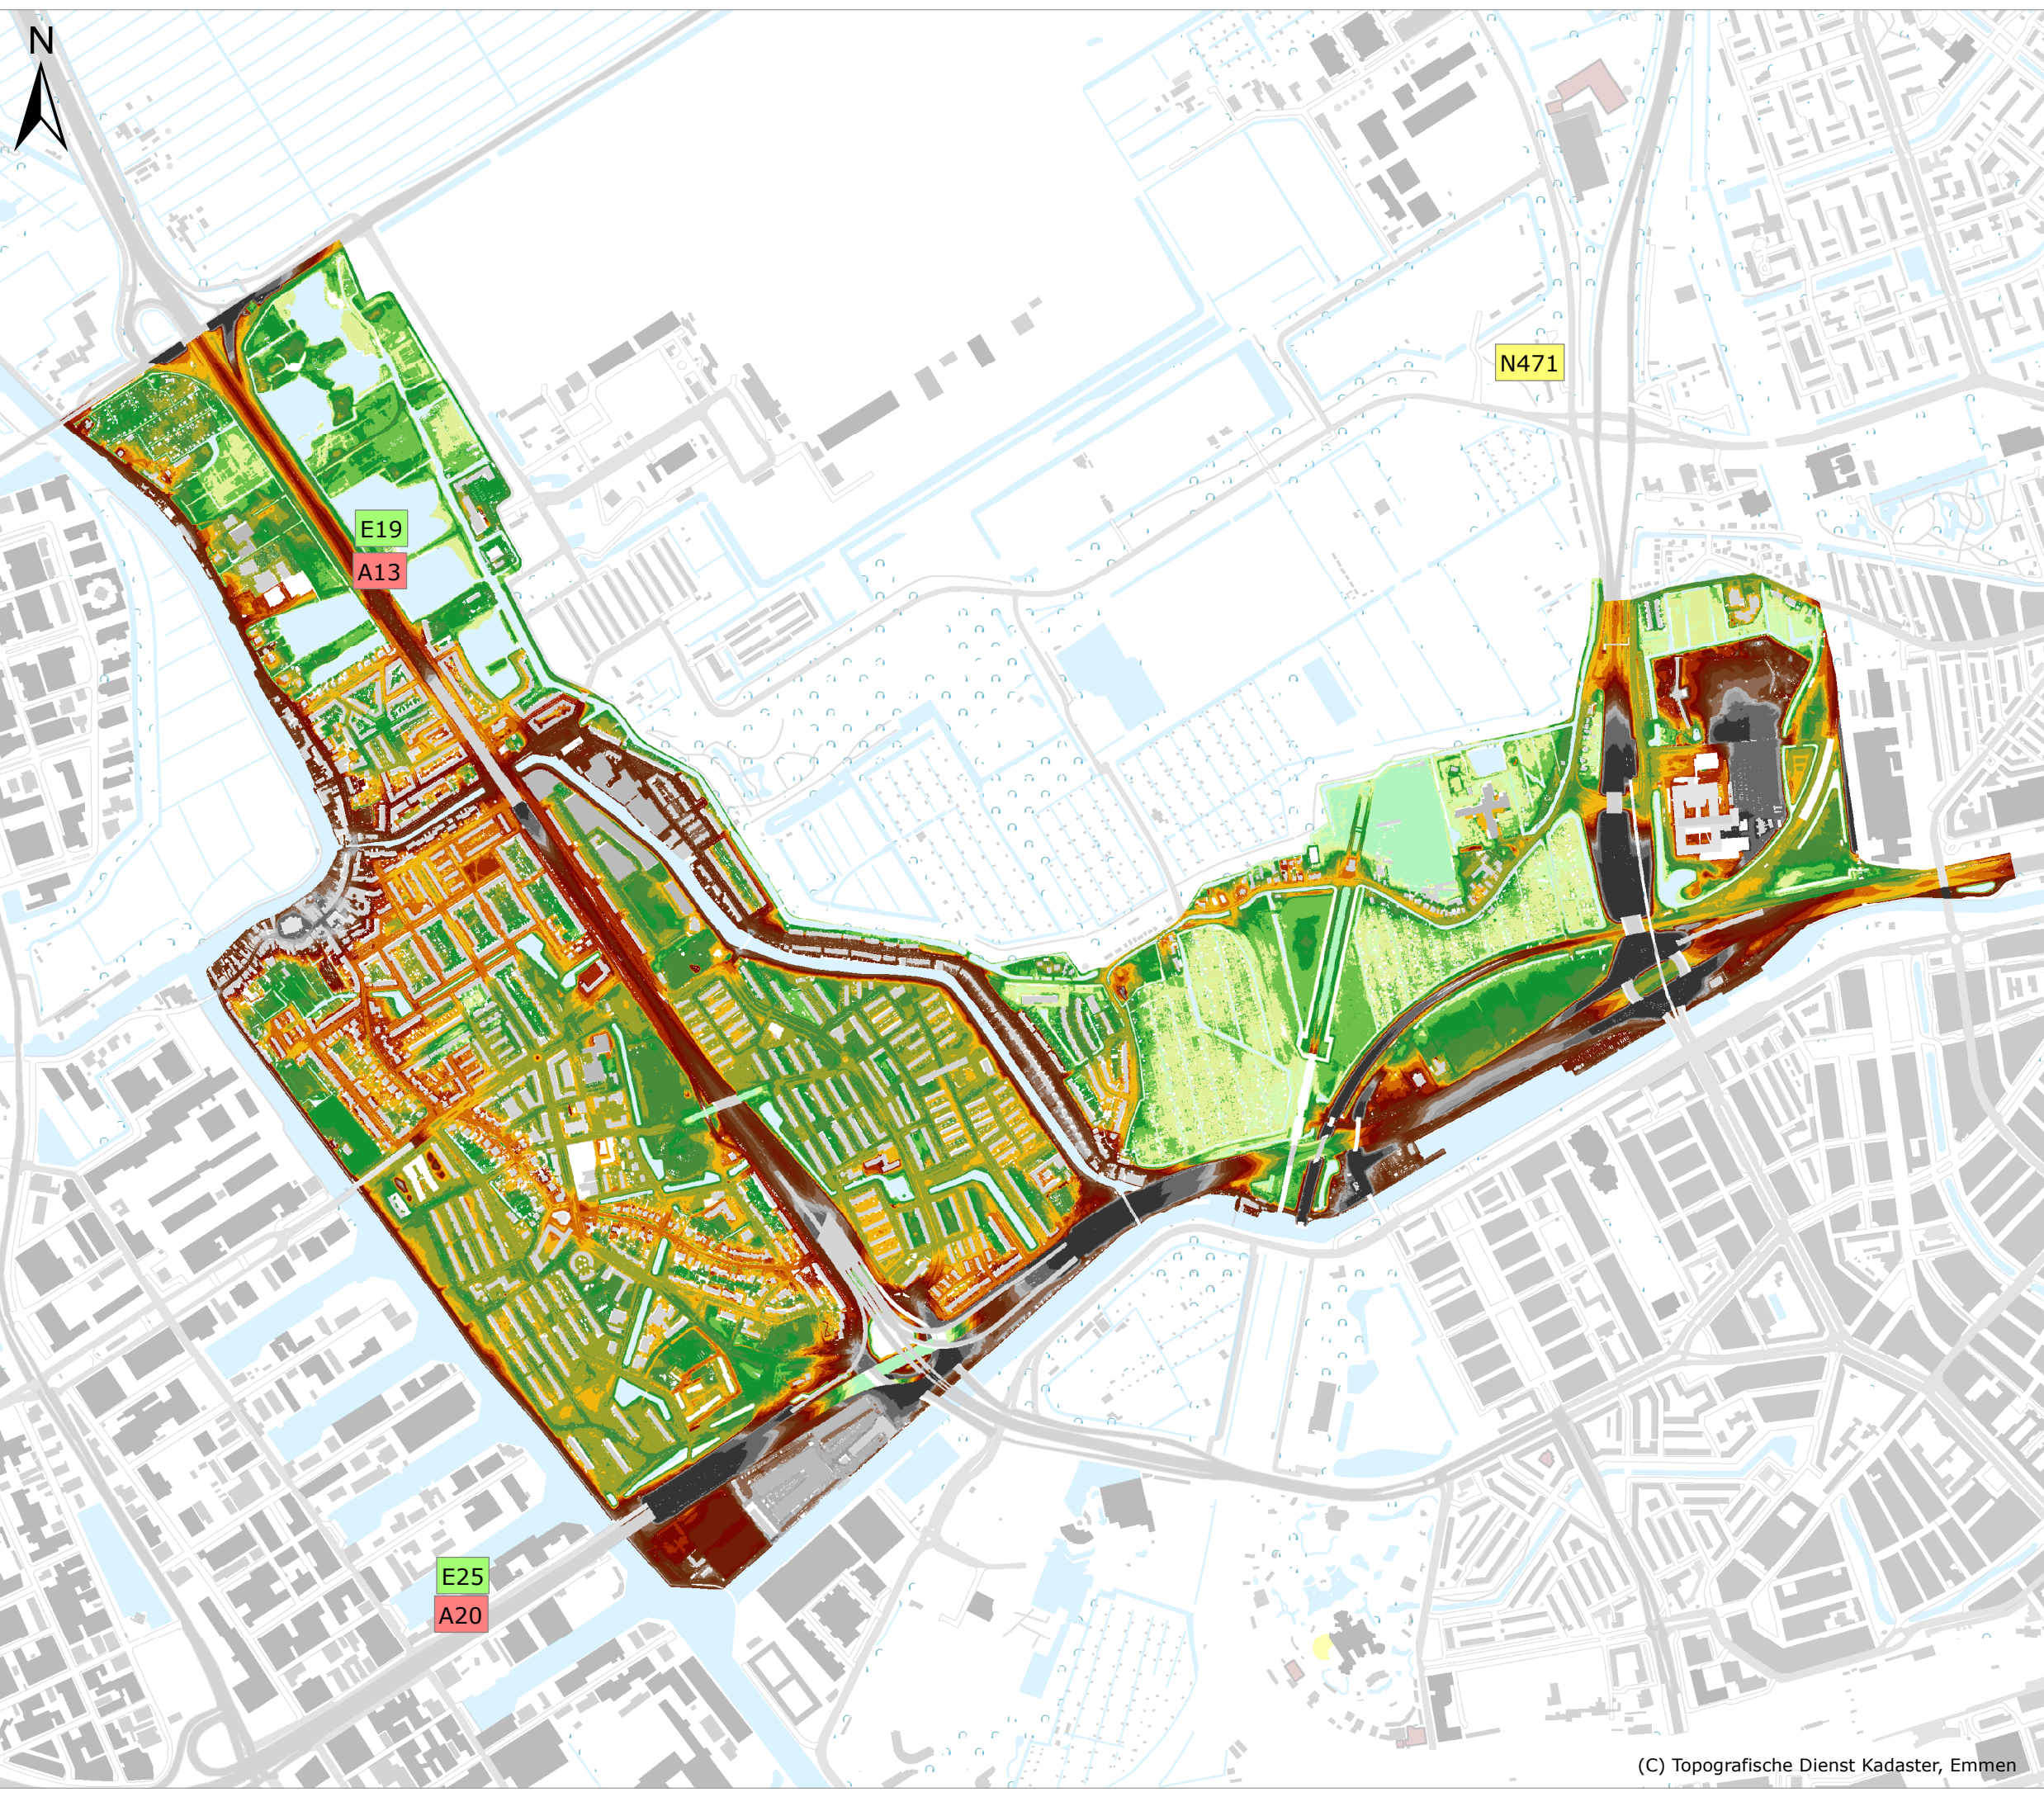 N
N471
E19
A13
E25
A20
(C) Topografische Dienst Kadaster, Emmen